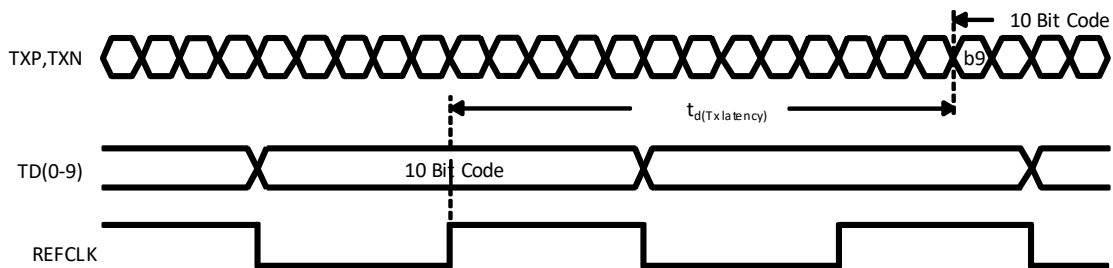 10 Bit Code
TXP,TXN
b9
td(Tx latency)
TD(0-9)
10 Bit Code
REFCLK